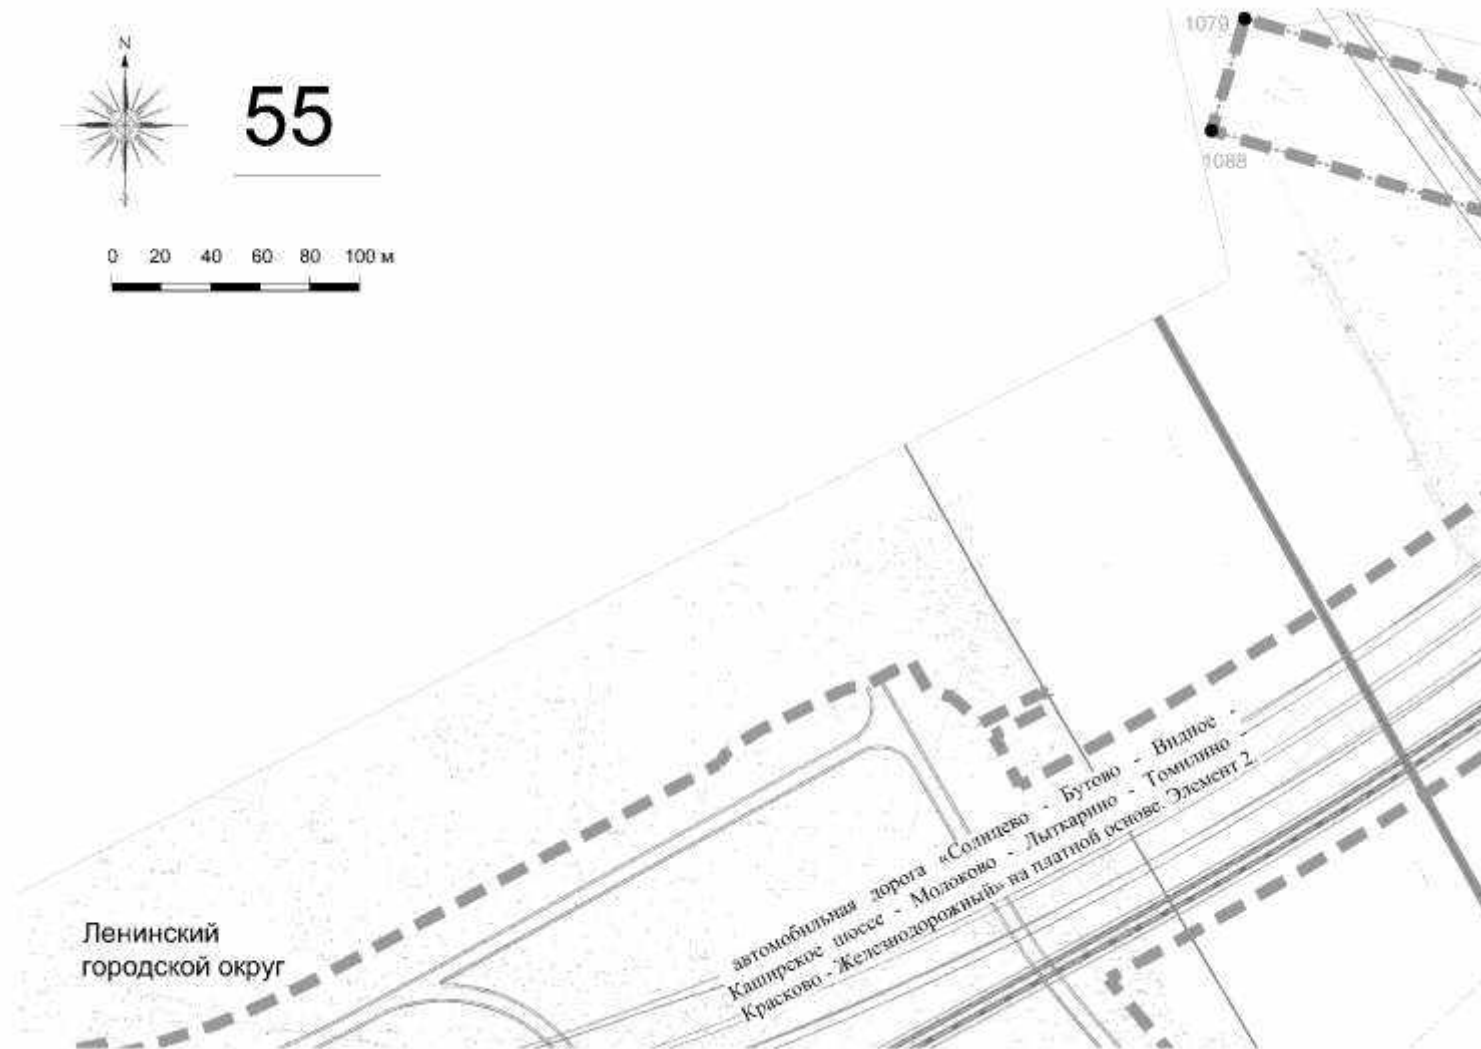 N
55
0 20 40 60 80 100 м
1079
1088
автомобильная дорога «Солнцево - Бутово - Видное -
Каширское шоссе - Молоково - Лыткарино - Томилино -
Красково - Железнодорожный» на платной основе. Элемент 2
Ленинский
городской округ